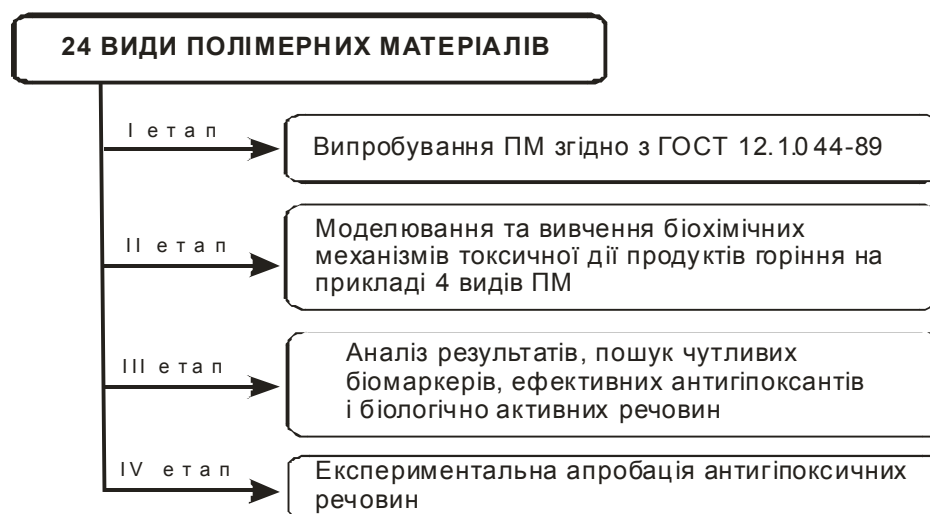 24 ВИДИ ПОЛІМЕРНИХ МАТЕРІАЛІВ
І етап
Випробування ПМ згідно з ГОСТ 12.1.044-89
ІІ етап
Моделювання та вивчення біохімічних
механізмів токсичної дії продуктів горіння на
прикладі 4 видів ПМ
ІІІ етап
Аналіз результатів, пошук чутливих
біомаркерів, ефективних антигіпоксантів
і біологічно активних речовин
IV етап
Експериментальна апробація антигіпоксичних
речовин